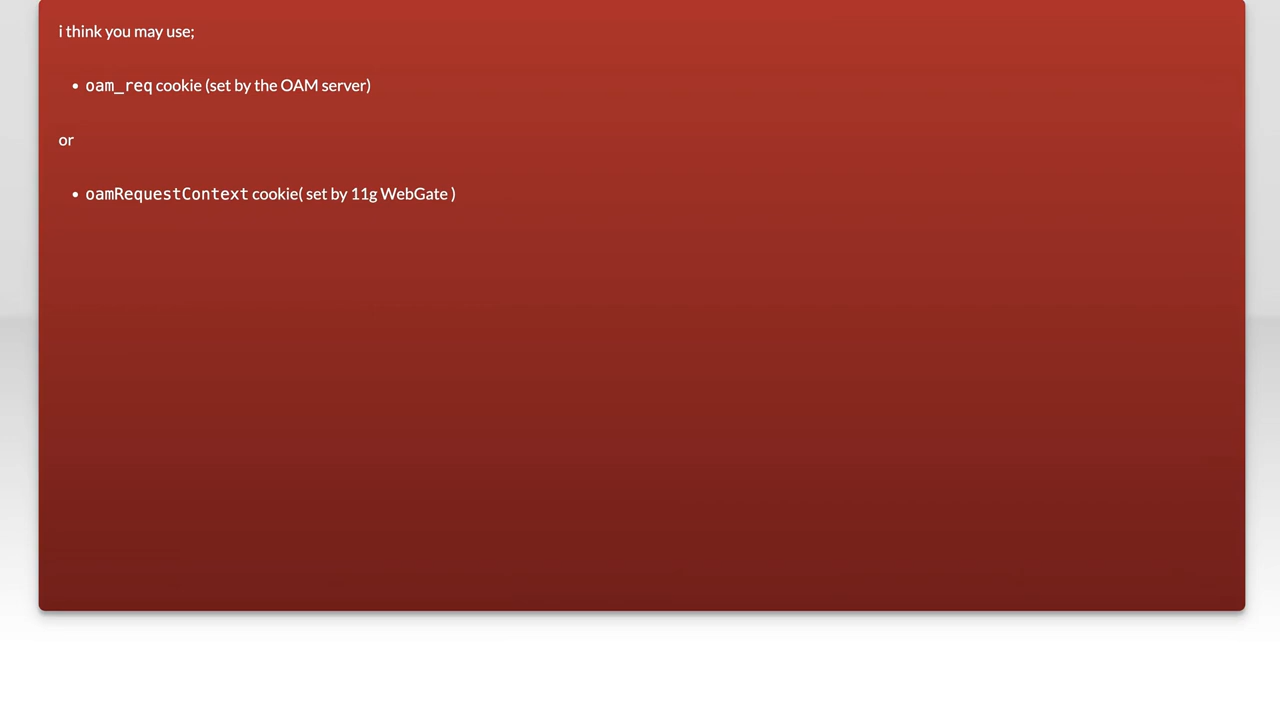 i think you may use;
• oam_req cookie (set by the OAM server)
or
• oamRequestContext cookie( set by 11g WebGate )